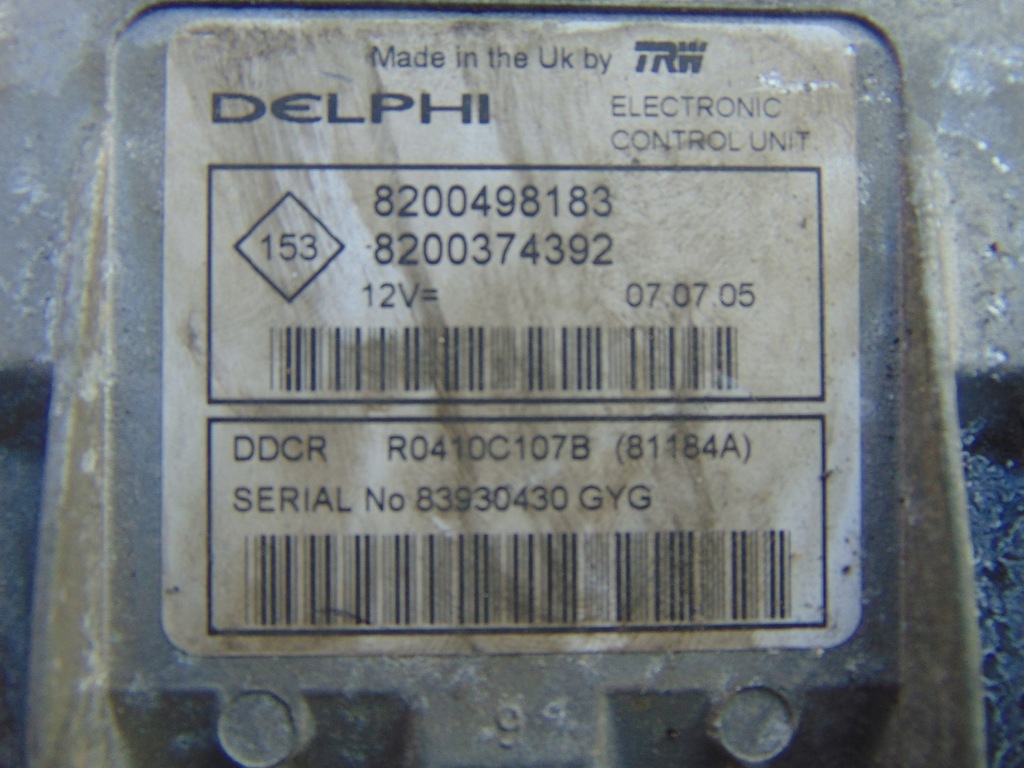 Made in the Uk by TRW
DELPHI
ELECTRONIC
CONTROL UNIT
8200498183
153
8200374392
12V= 07.07.05
DDCR R0410C107B (81184A)
SERIAL No 83930430 GYG
9